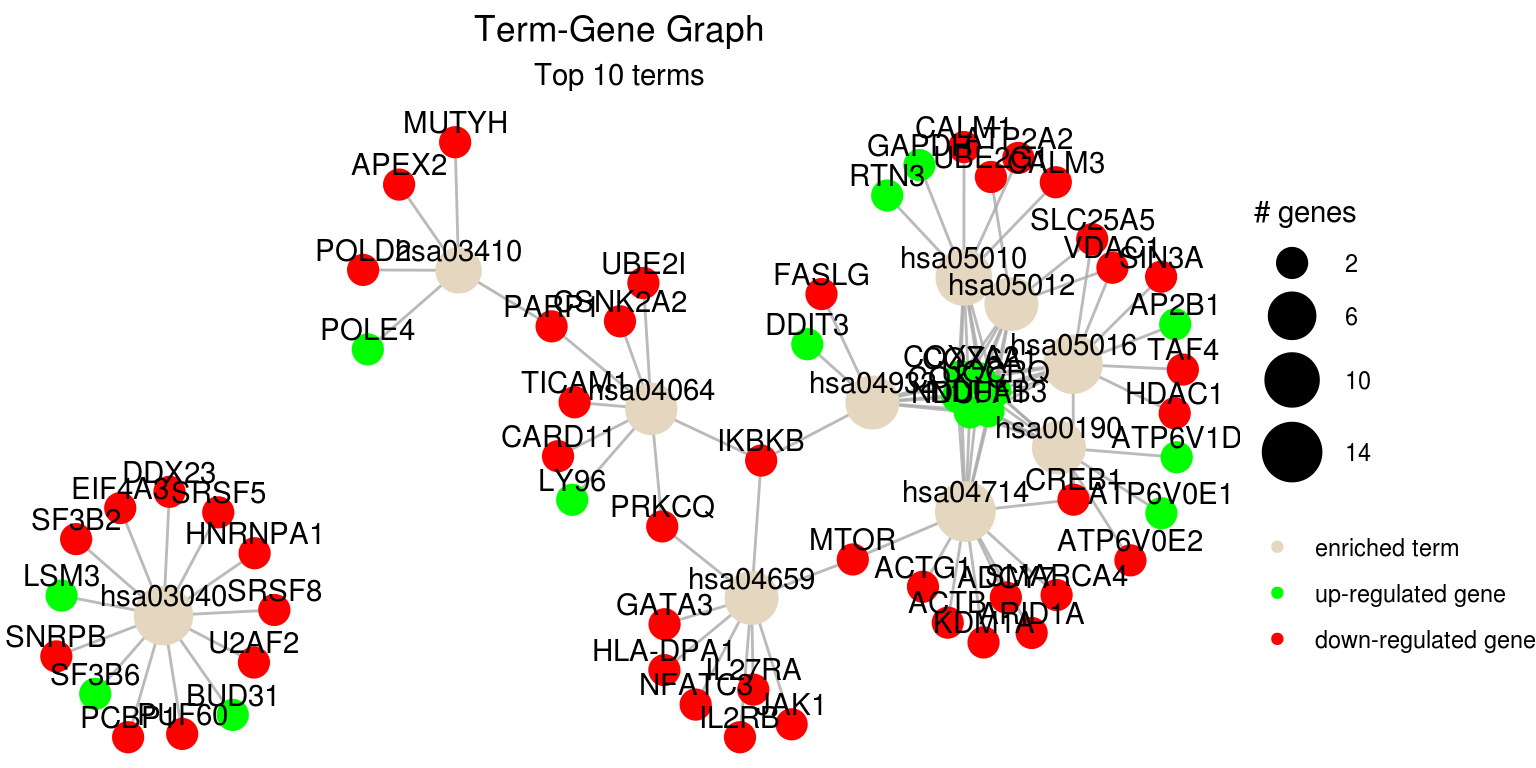 Term-Gene Graph
Top 10 terms
MUTYH
APEX2
POLD2
hsa03410
POLE4
PARP1
UBE2I
CSNK2A2
TICAM1
hsa04064
CARD11
LY96
IKBKB
PRKCQ
FASLG
DDIT3
CALM1
GAPDH
ATP2A2
UBE2G1
CALM3
RTN3
hsa05010
hsa05012
SLC25A5
VDAC1
SIN3A
AP2B1
hsa05016
TAF4
HDAC1
hsa00190
ATP6V1D
CREB1
ATP6V0E1
ATP6V0E2
hsa04714
MTOR
ACTG1
ADCY7
SMARCA4
ACTB
ARID1A
KDM1A
hsa04659
GATA3
HLA-DPA1
IL27RA
NFATC3
JAK1
IL2RB
DDX23
EIF4A3
SRSF5
SF3B2
HNRNPA1
LSM3
hsa03040
SRSF8
SNRPB
U2AF2
SF3B6
BUD31
PCBP1
PUF60
# genes
2
6
10
14
enriched term
up-regulated gene
down-regulated gene